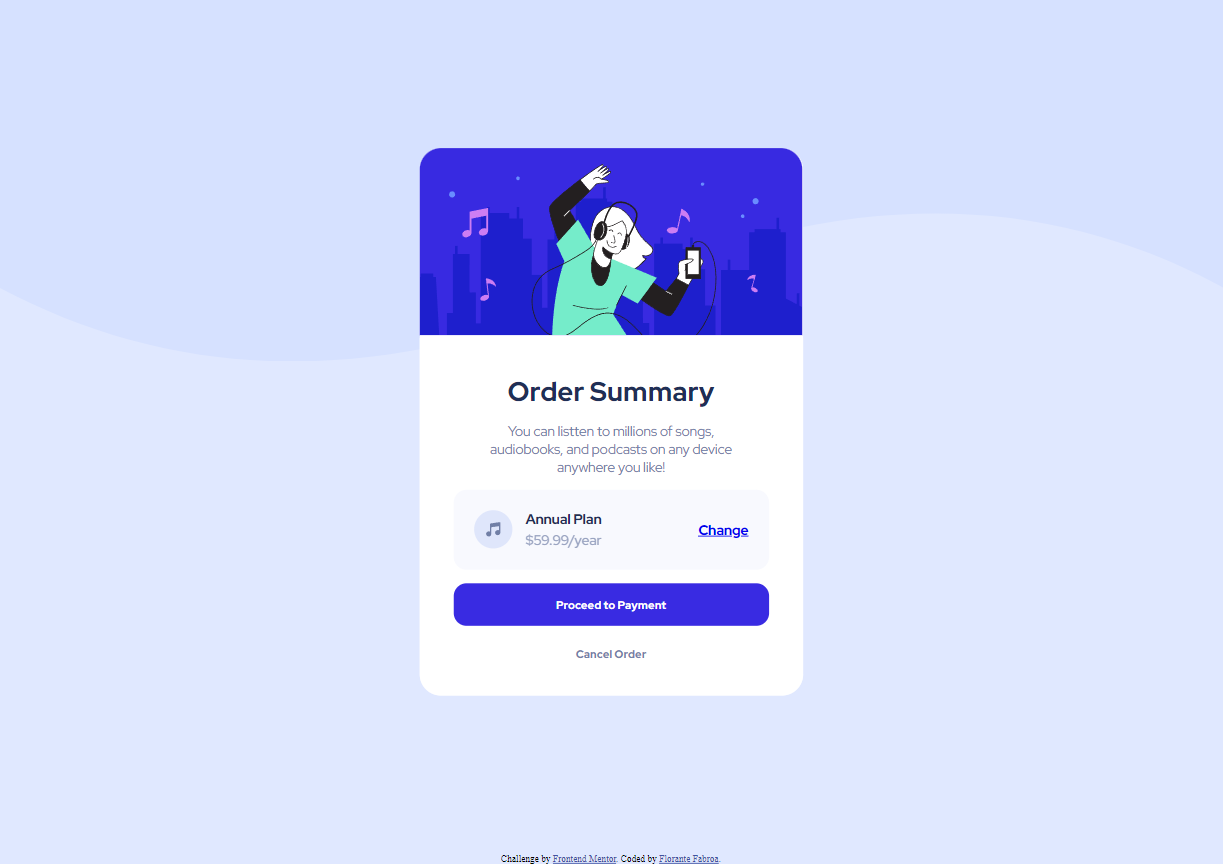 Order Summary
You can listten to millions of songs,
audiobooks, and podcasts on any device
anywhere you like!
Annual Plan
$59.99/year
Change
Proceed to Payment
Cancel Order
Challenge by Frontend Mentor. Coded by Florante Fabroa.